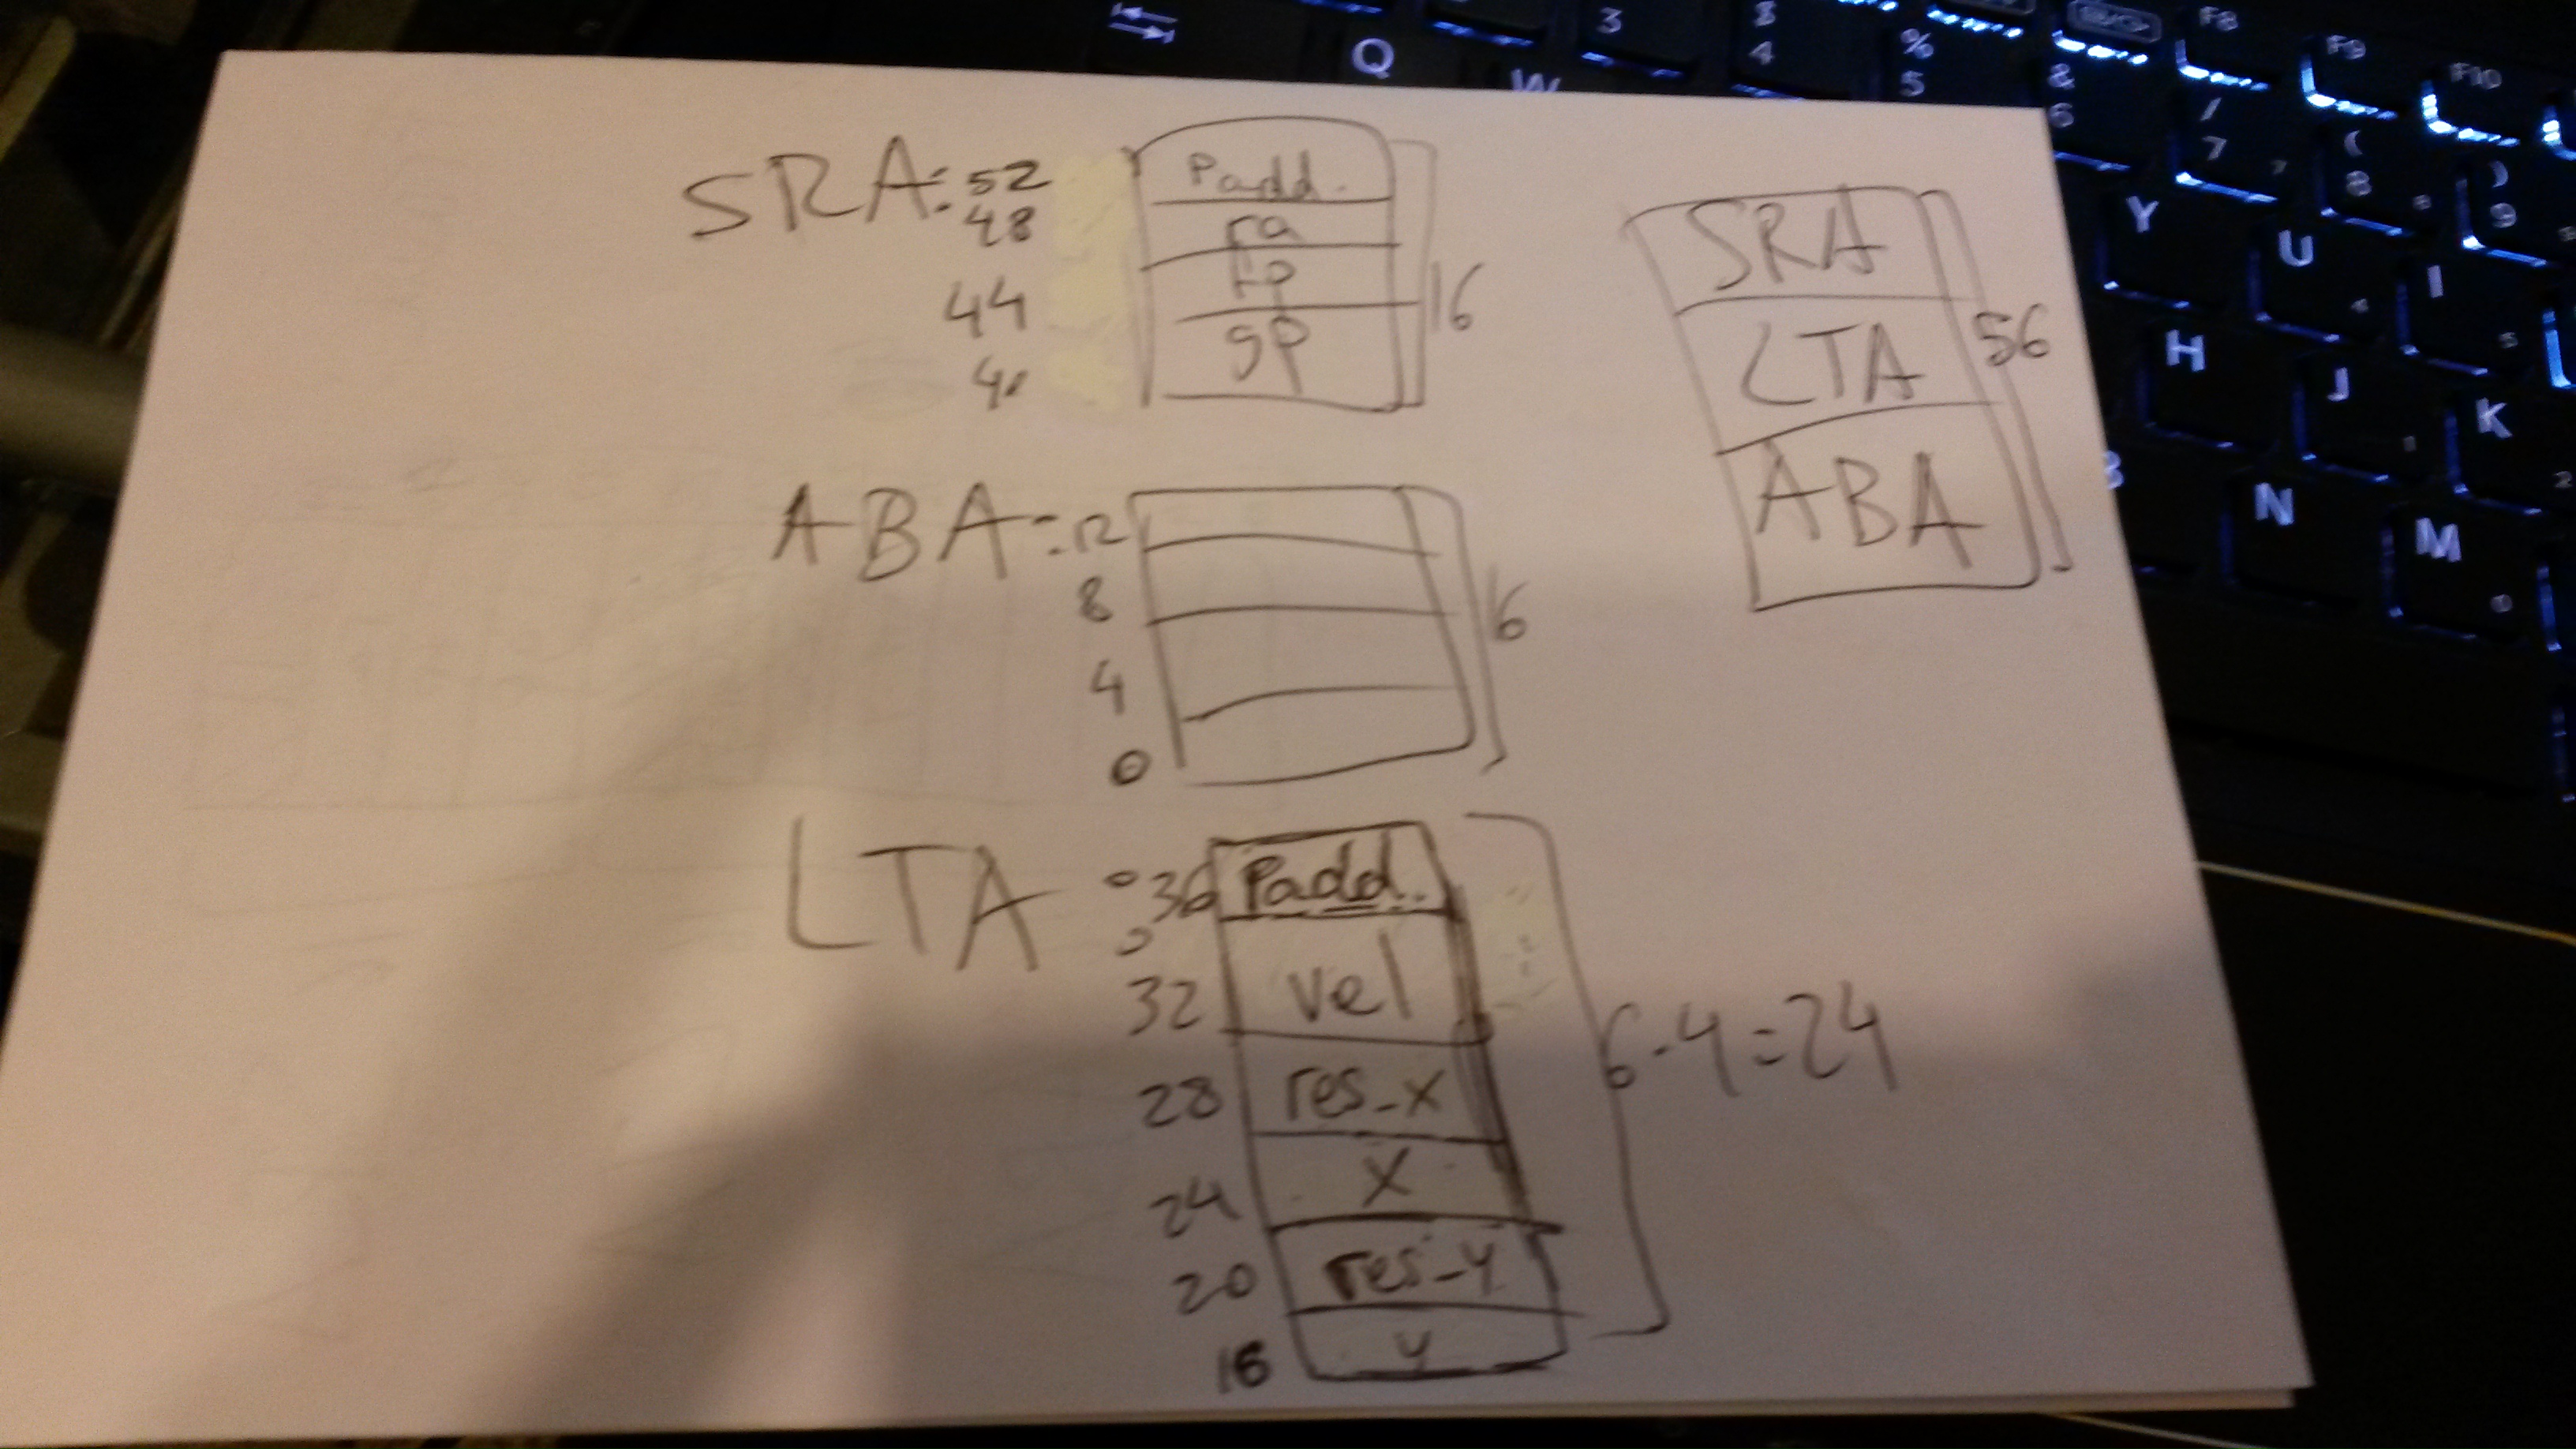 SRA: 52
Padd.
48
ra
44
fp
40
gp
16
SRA
LTA
ABA
56
ABA: 12
8
4
0
16
LTA : 36
Padd.
32
vel
28
res_x
24
x
20
res_y
16
y
6.4=24
Q
W
3
$
4
%
5
&
6
/
7
7
(
8
8
)
9
F8
F9
F10
Y
U
I
H
J
K
N
M